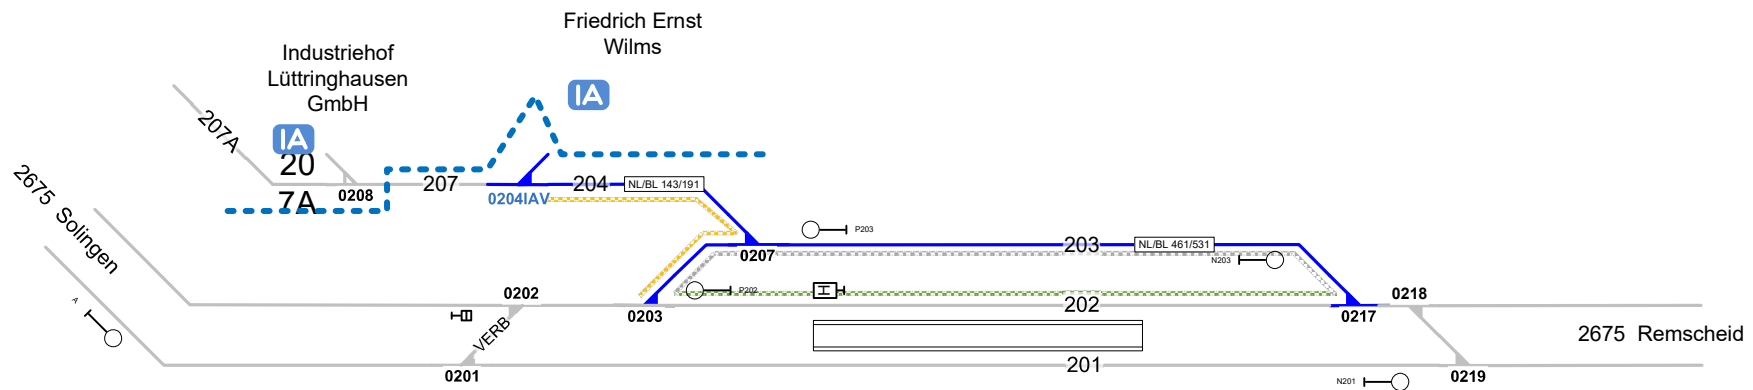 Friedrich Ernst
Wilms
IA
Industriehof
Lüttringhausen
GmbH
IA
207A
20
7A
0208
207
0204IAV
204
NL/BL 143/191
2675 Solingen
P203
0207
203
NL/BL 461/531
N203
A
0202
VERB
0203
P202
202
0218
0217
2675 Remscheid
0201
201
N201
0219